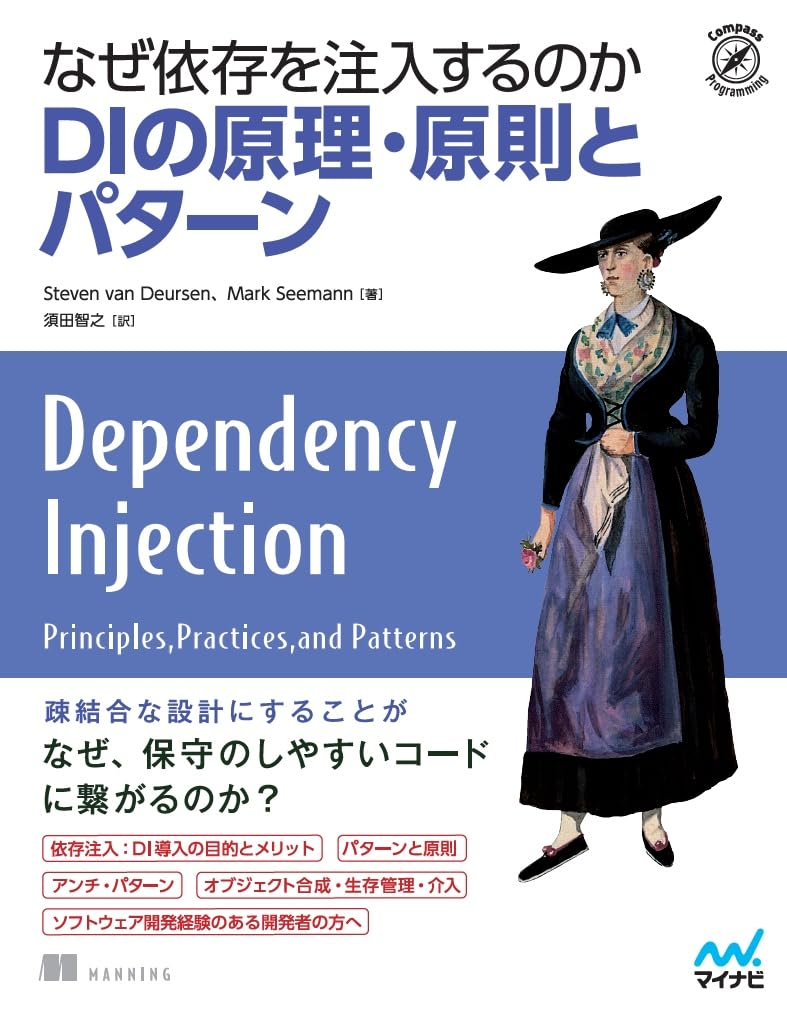 なぜ依存を注入するのか
DIの原理・原則と
パターン
Compass
Programming
Steven van Deursen、Mark Seemann［著］
須田智之［訳］
Dependency
Injection
Principles,Practices,and Patterns
疎結合な設計にすることが
なぜ、保守のしやすいコード
に繋がるのか？
依存注入：DI導入の目的とメリット
パターンと原則
アンチ・パターン
オブジェクト合成・生存管理・介入
ソフトウェア開発経験のある開発者の方へ
MANNING
マイナビ